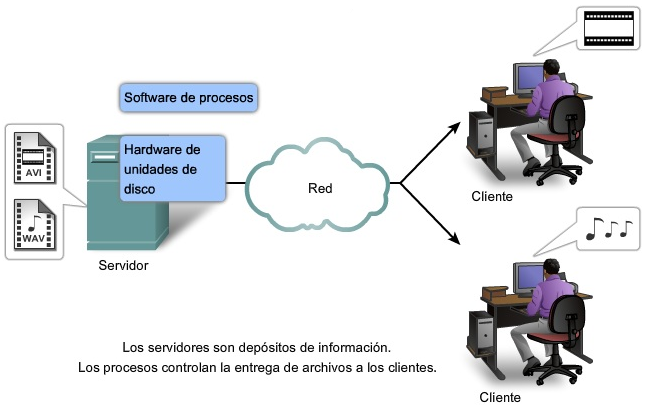 Software de procesos
Hardware de
unidades de
disco
AVI
WAV
Servidor
Red
Cliente
Cliente
Los servidores son depósitos de información.
Los procesos controlan la entrega de archivos a los clientes.